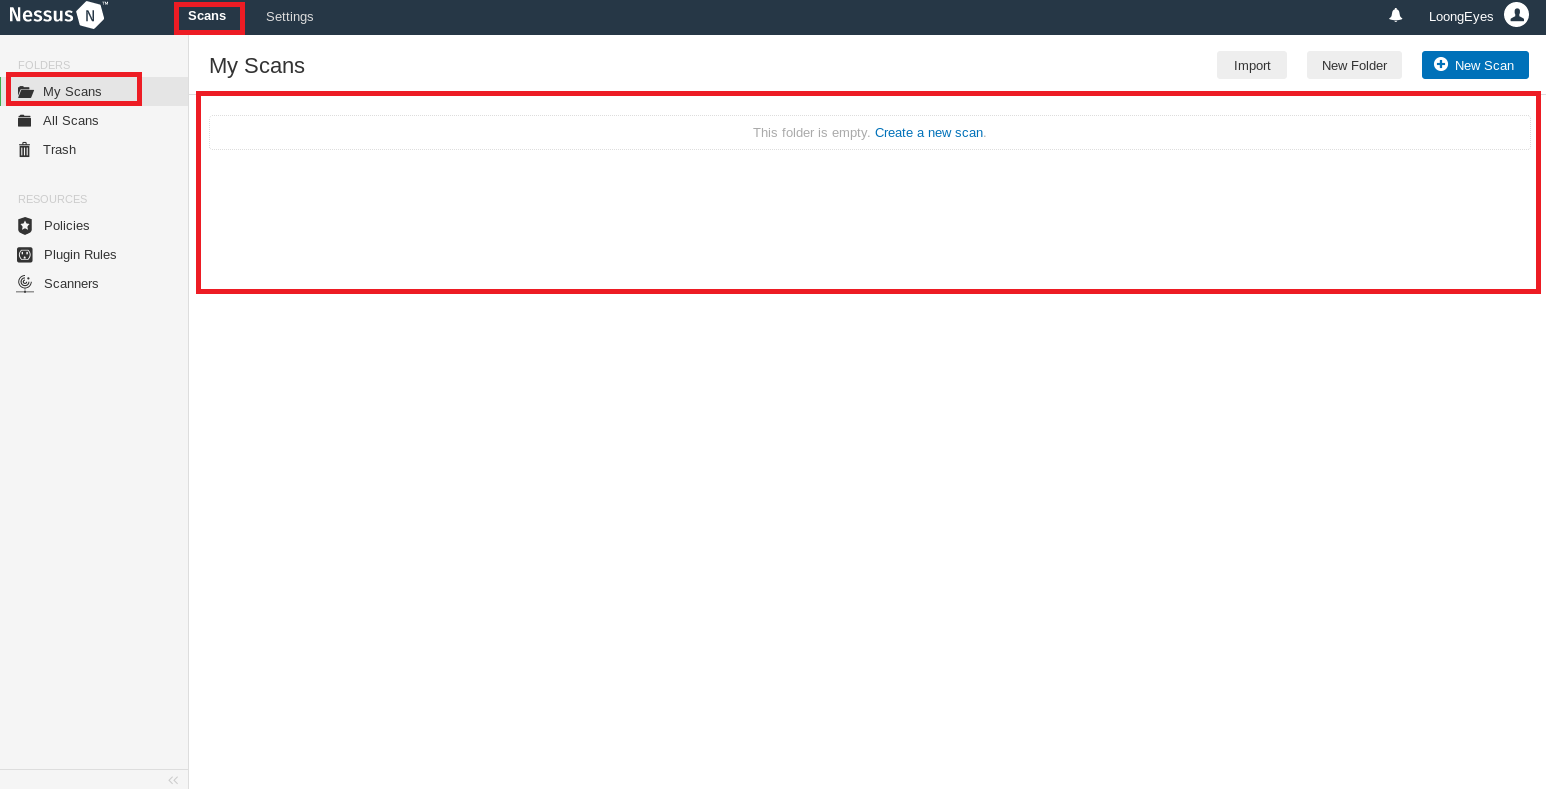 Nessus N ™ Scans Settings LoongEyes
FOLDERS
My Scans
All Scans
Trash
RESOURCES
Policies
Plugin Rules
Scanners
My Scans Import New Folder New Scan
This folder is empty. Create a new scan.